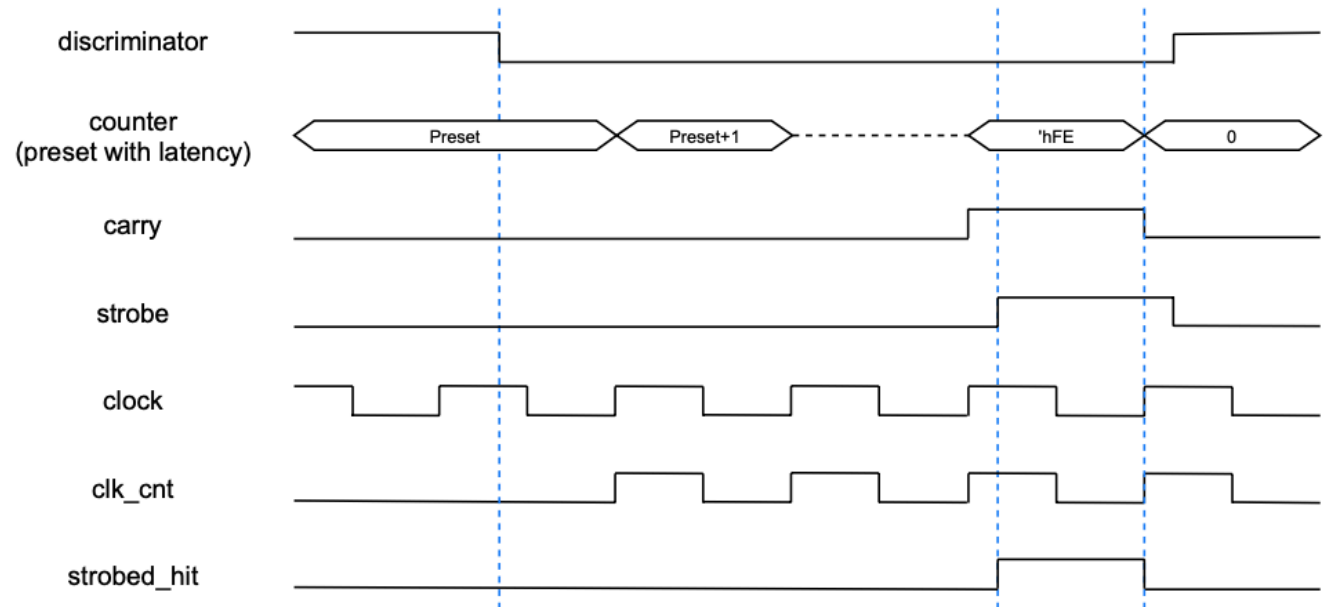 discriminator
counter
(preset with latency)
Preset
Preset+1
'hFE
0
carry
strobe
clock
clk_cnt
strobed_hit